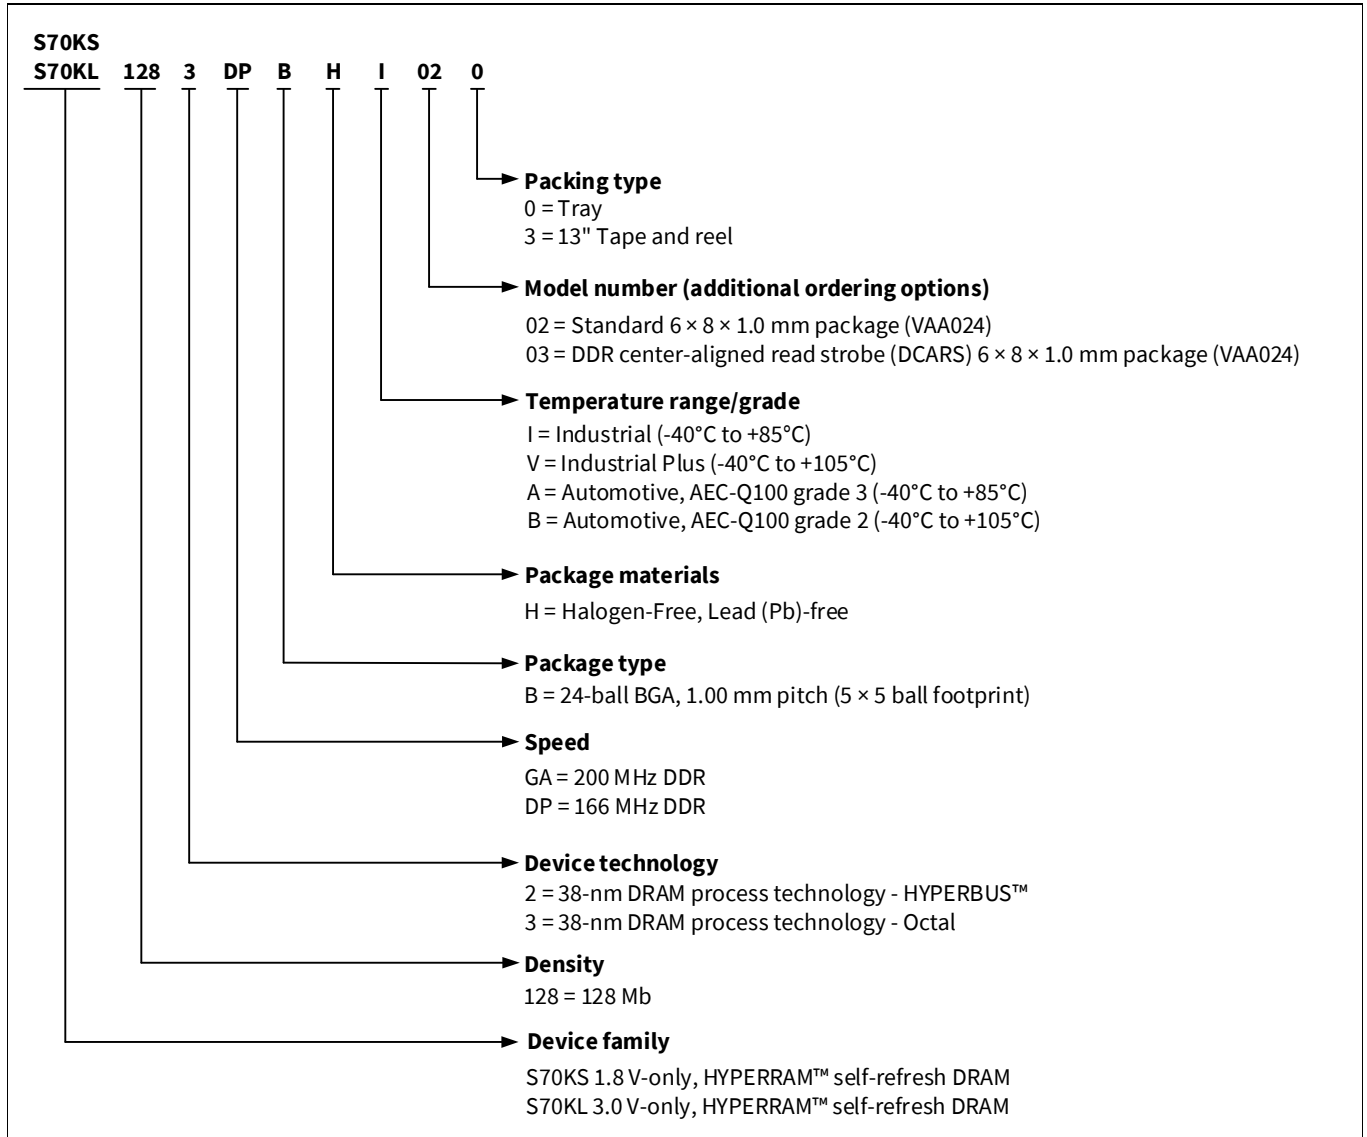 S70KS
S70KL 128 3 DP B H I 02 0
Packing type
0 = Tray
3 = 13" Tape and reel
Model number (additional ordering options)
02 = Standard 6 × 8 × 1.0 mm package (VAA024)
03 = DDR center-aligned read strobe (DCARS) 6 × 8 × 1.0 mm package (VAA024)
Temperature range/grade
I = Industrial (-40°C to +85°C)
V = Industrial Plus (-40°C to +105°C)
A = Automotive, AEC-Q100 grade 3 (-40°C to +85°C)
B = Automotive, AEC-Q100 grade 2 (-40°C to +105°C)
Package materials
H = Halogen-Free, Lead (Pb)-free
Package type
B = 24-ball BGA, 1.00 mm pitch (5 × 5 ball footprint)
Speed
GA = 200 MHz DDR
DP = 166 MHz DDR
Device technology
2 = 38-nm DRAM process technology - HYPERBUS™
3 = 38-nm DRAM process technology - Octal
Density
128 = 128 Mb
Device family
S70KS 1.8 V-only, HYPERRAM™ self-refresh DRAM
S70KL 3.0 V-only, HYPERRAM™ self-refresh DRAM